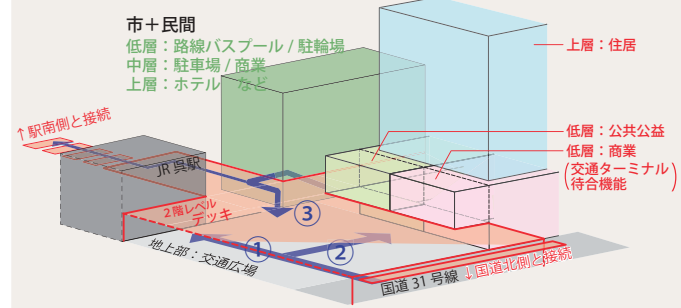 市＋民間
低層：路線バスプール / 駐輪場
中層：駐車場 / 商業
上層：ホテル など
上層：住居
↑駅南側と接続
低層：公共公益
低層：商業
(交通ターミナル
待合機能)
JR 呉駅
２階レベル
デッキ
③
①
②
地上部：交通広場
国道 31 号線
↓国道北側と接続